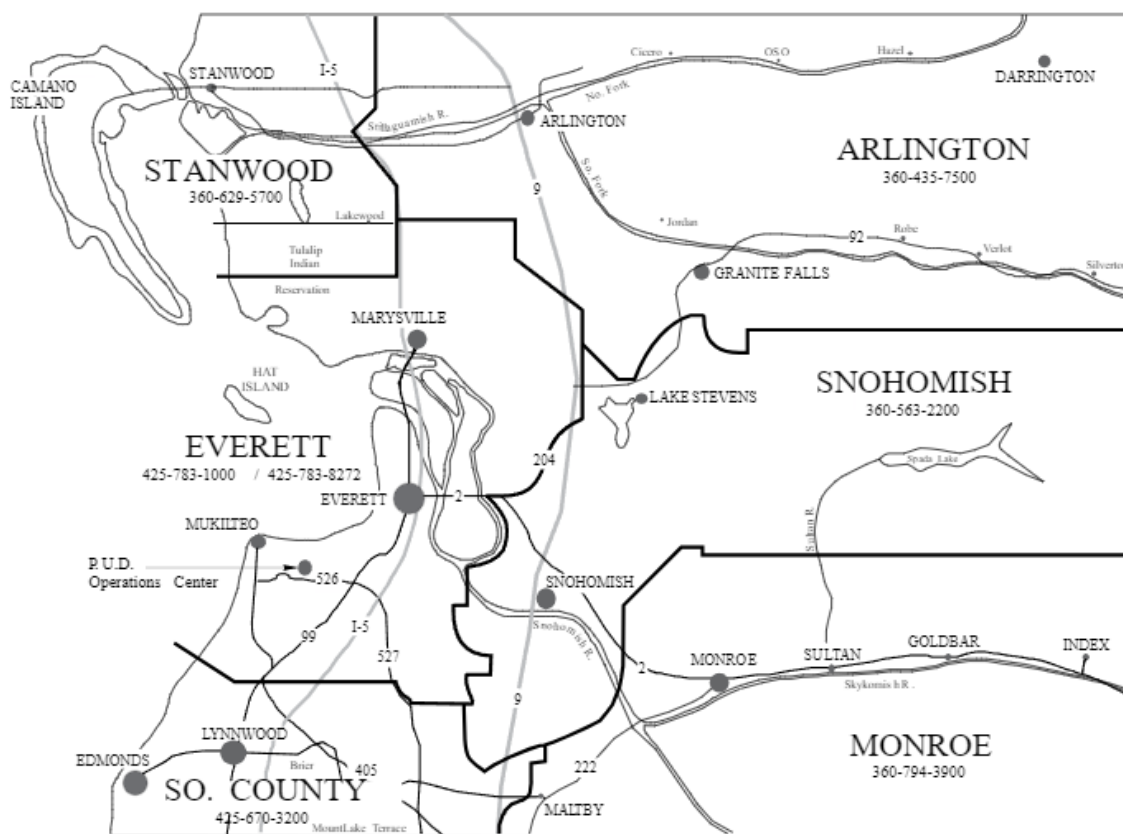 Cicero
OSO
Hazel
I-5
STANWOOD
DARRINGTON
CAMANO
ISLAND
No. Fork
Stillaguamish R.
ARLINGTON
STANWOOD
360-629-5700
ARLINGTON
360-435-7500
So. Fork
9
Lakewood
Jordan
92
Robe
Verlot
Tulalip
Indian
Reservation
GRANITE FALLS
Silverton
MARYSVILLE
HAT
ISLAND
SNOHOMISH
360-563-2200
LAKE STEVENS
EVERETT
425-783-1000 / 425-783-8272
204
Spada Lake
EVERETT
2
MUKILTEO
Sultan R.
P.U.D.
Operations Center
526
SNOHOMISH
99
I-5
Snohomish R.
527
2
MONROE
SULTAN
GOLDBAR
INDEX
Skykomish R.
9
LYNNWOOD
EDMONDS
Brier
405
222
MONROE
360-794-3900
SO. COUNTY
425-670-3200
MALTBY
MountLake Terrace